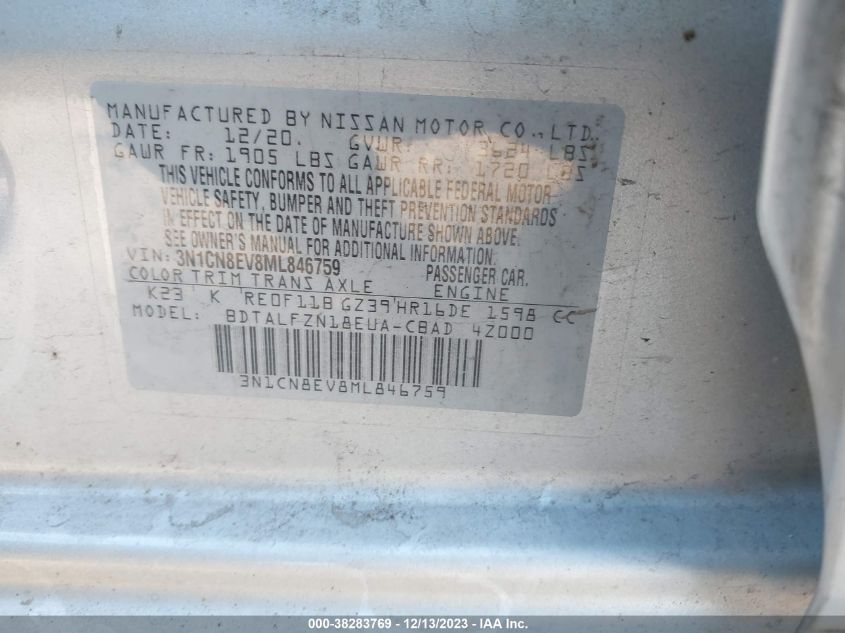 MANUFACTURED BY NISSAN MOTOR CO., LTD.
DATE: 12/20. GVWR: 3634 LBS
GAWR FR: 1905 LBS GAWR RR: 1720 LBS
THIS VEHICLE CONFORMS TO ALL APPLICABLE FEDERAL MOTOR
VEHICLE SAFETY, BUMPER AND THEFT PREVENTION STANDARDS
IN EFFECT ON THE DATE OF MANUFACTURE SHOWN ABOVE.
SEE OWNER'S MANUAL FOR ADDITIONAL INFORMATION.
VIN: 3N1CN8EV8ML846759 PASSENGER CAR.
COLOR TRIM TRANS AXLE ENGINE
K23 K RE0F11B GZ39 HR16DE 1598 CC
MODEL: BDTALFZN18EUA-CBAD 4Z000
3N1CN8EV8ML846759
000-38283769 - 12/13/2023 - IAA Inc.